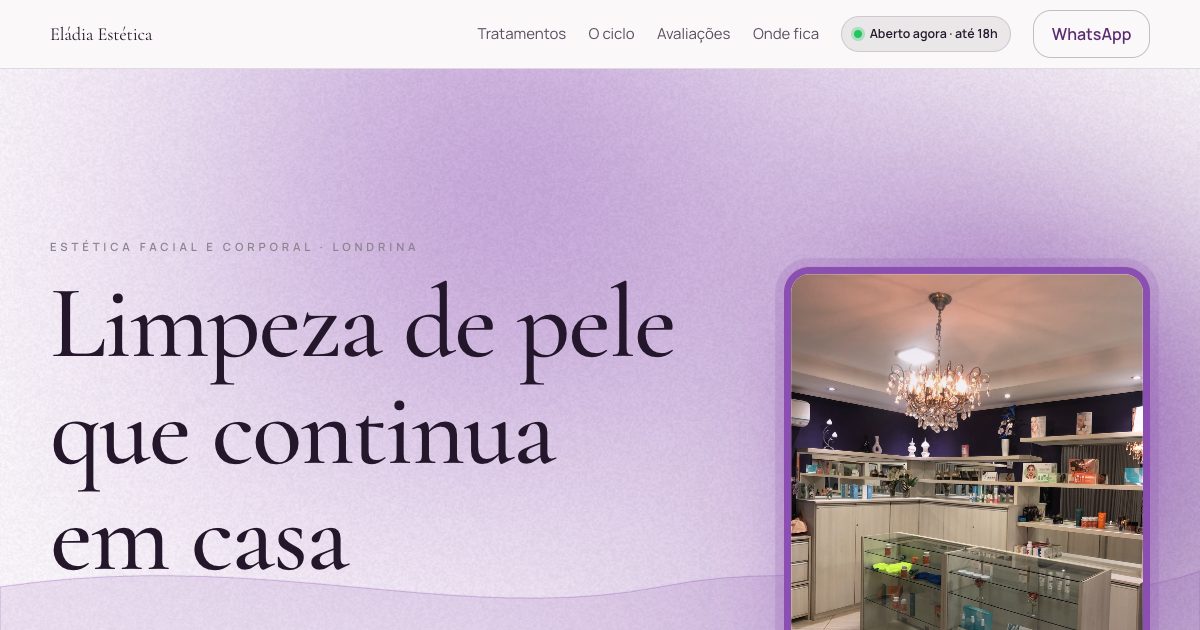 Eládia Estética
Tratamentos
O ciclo
Avaliações
Onde fica
Aberto agora · até 18h
WhatsApp
ESTÉTICA FACIAL E CORPORAL · LONDRINA
Limpeza de pele
que continua
em casa